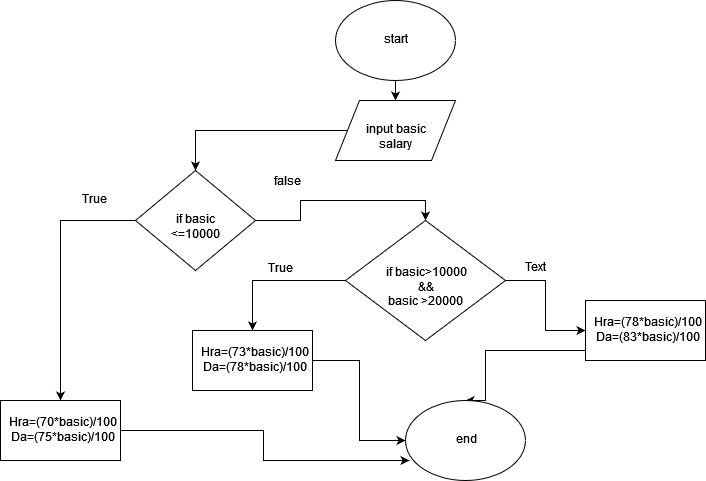 start
input basic
salary
True
false
if basic
<=10000
True
if basic>10000
&&
basic >20000
Text
Hra=(78*basic)/100
Da=(83*basic)/100
Hra=(73*basic)/100
Da=(78*basic)/100
Hra=(70*basic)/100
Da=(75*basic)/100
end